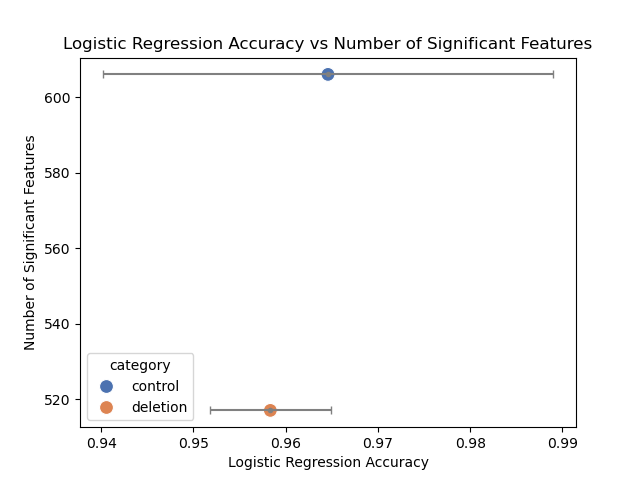 Logistic Regression Accuracy vs Number of Significant Features
Number of Significant Features
600
580
560
540
520
category
control
deletion
0.94 0.95 0.96 0.97 0.98 0.99
Logistic Regression Accuracy